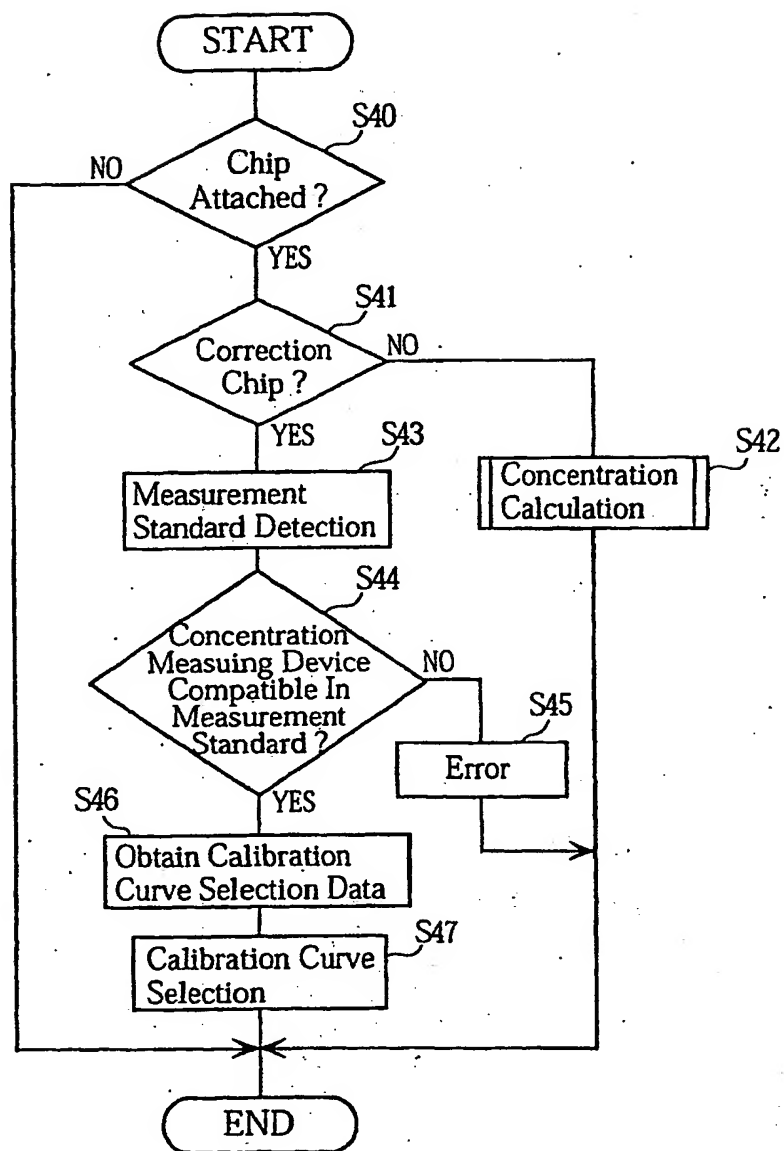 START
S40
NO
Chip
Attached ?
YES
S41
NO
Correction
Chip ?
YES
S43
S42
Measurement
Standard Detection
Concentration
Calculation
S44
Concentration
Measuing Device
Compatible In
Measurement
Standard ?
NO
S45
Error
YES
S46
Obtain Calibration
Curve Selection Data
S47
Calibration Curve
Selection
END